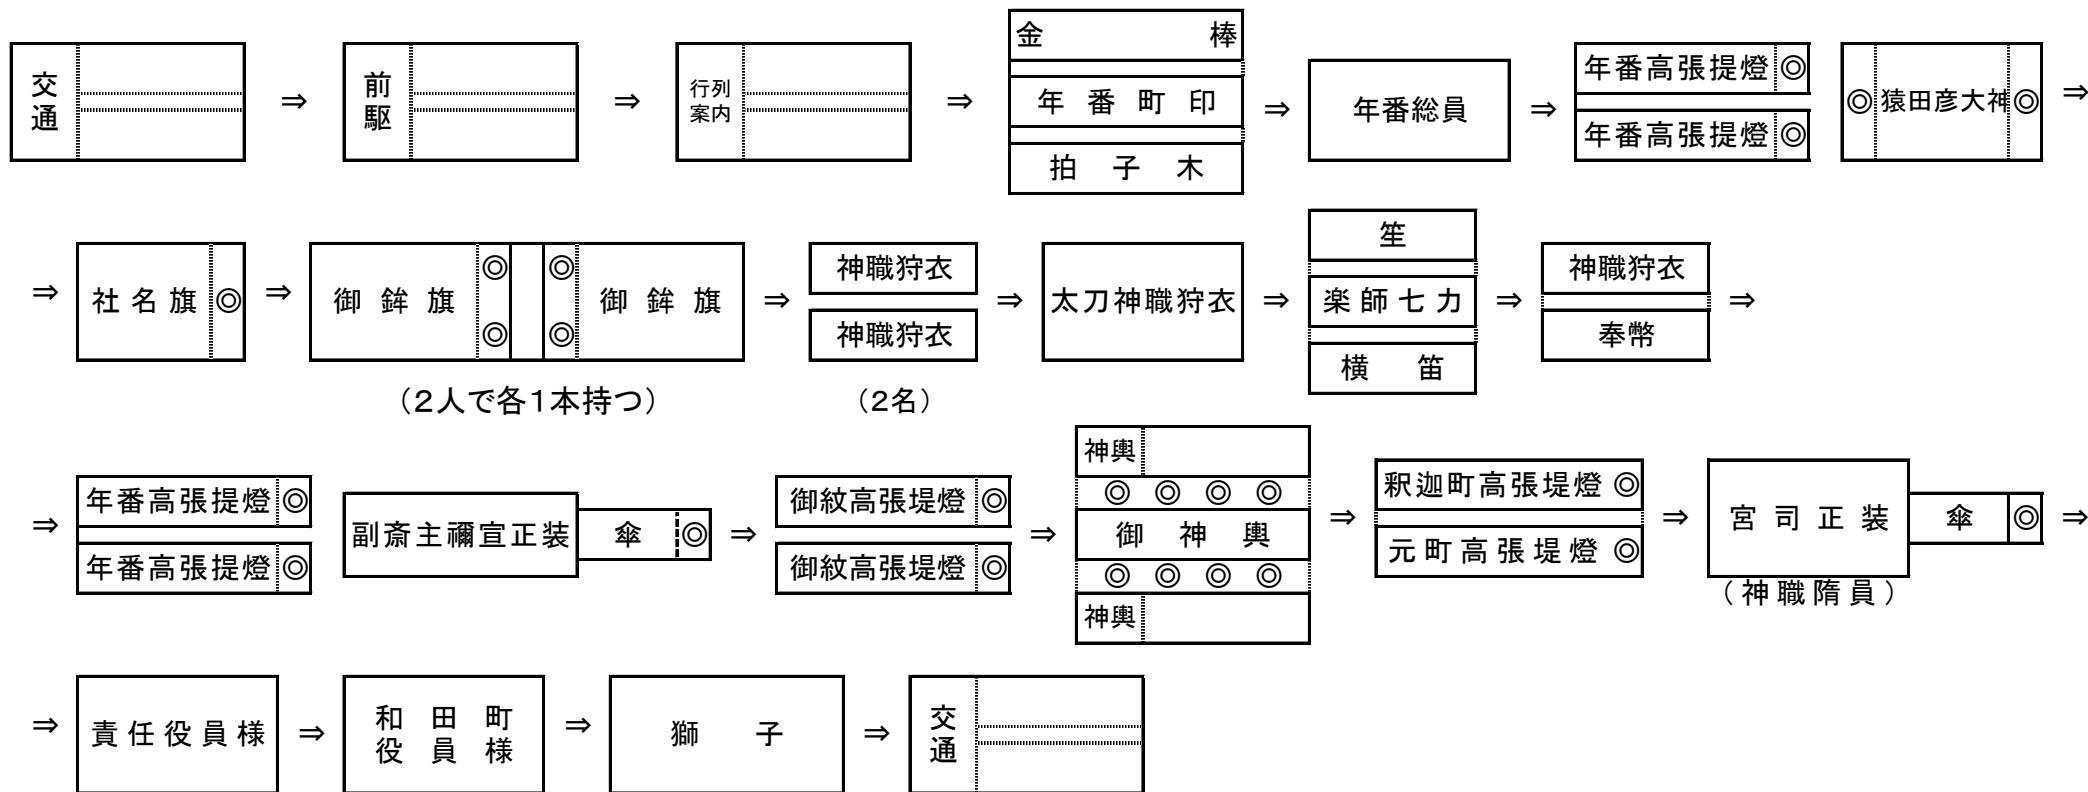 交通 ⇒ 前駆 ⇒ 行列案内 ⇒
金棒
年番町印
拍子木
⇒ 年番総員 ⇒
年番高張提燈 ◎
年番高張提燈 ◎
◎ 猿田彦大神 ◎ ⇒
⇒ 社名旗 ◎ ⇒
御鉾旗 ◎ ◎ ◎ ◎ 御鉾旗
（2人で各1本持つ）
⇒
神職狩衣
神職狩衣
（2名）
⇒ 太刀神職狩衣 ⇒
笙
楽師七力
横笛
⇒
神職狩衣
奉幣
⇒
⇒
年番高張提燈 ◎
年番高張提燈 ◎
副斎主禰宣正装 傘 ◎ ⇒
御紋高張堤燈 ◎
御紋高張堤燈 ◎
⇒
神輿
◎ ◎ ◎ ◎
御神輿
◎ ◎ ◎ ◎
神輿
⇒
釈迦町高張堤燈 ◎
元町高張堤燈 ◎
⇒ 宮司正装 傘 ◎ ⇒
（神職隋員）
⇒ 責任役員様 ⇒
和田町
役員様
⇒ 獅子 ⇒ 交通